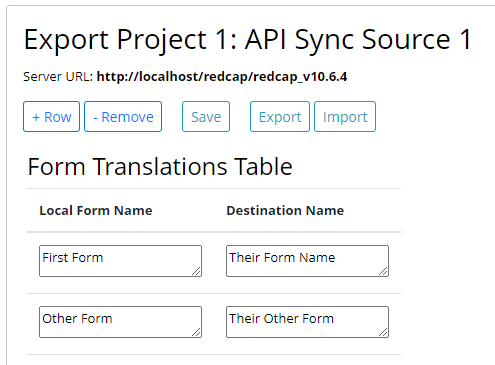 Export Project 1: API Sync Source 1
Server URL: http://localhost/redcap/redcap_v10.6.4
+ Row - Remove Save Export Import
Form Translations Table
Local Form Name Destination Name
First Form Their Form Name
Other Form Their Other Form